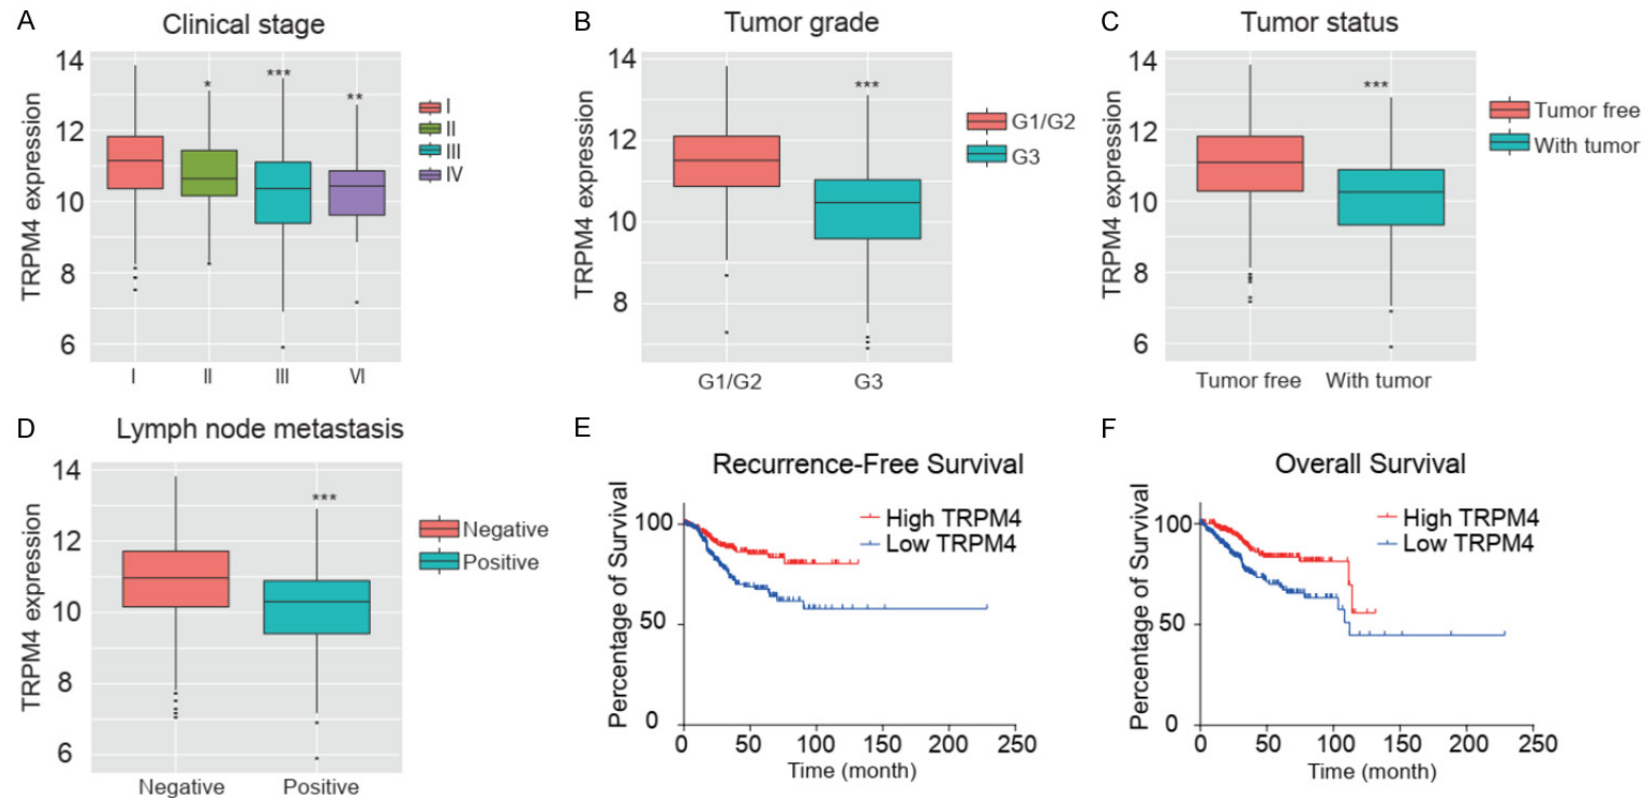 A
Clinical stage
TRPM4 expression
14
12
10
8
6
*
***
**
I
II
III
VI
I
II
III
IV
B
Tumor grade
TRPM4 expression
14
12
10
8
***
G1/G2
G3
G1/G2
G3
C
Tumor status
TRPM4 expression
14
12
10
8
6
***
Tumor free
With tumor
Tumor free
With tumor
D
Lymph node metastasis
TRPM4 expression
14
12
10
8
6
***
Negative
Positive
Negative
Positive
E
Recurrence-Free Survival
Percentage of Survival
100
50
0
High TRPM4
Low TRPM4
0 50 100 150 200 250
Time (month)
F
Overall Survival
Percentage of Survival
100
50
0
High TRPM4
Low TRPM4
0 50 100 150 200 250
Time (month)